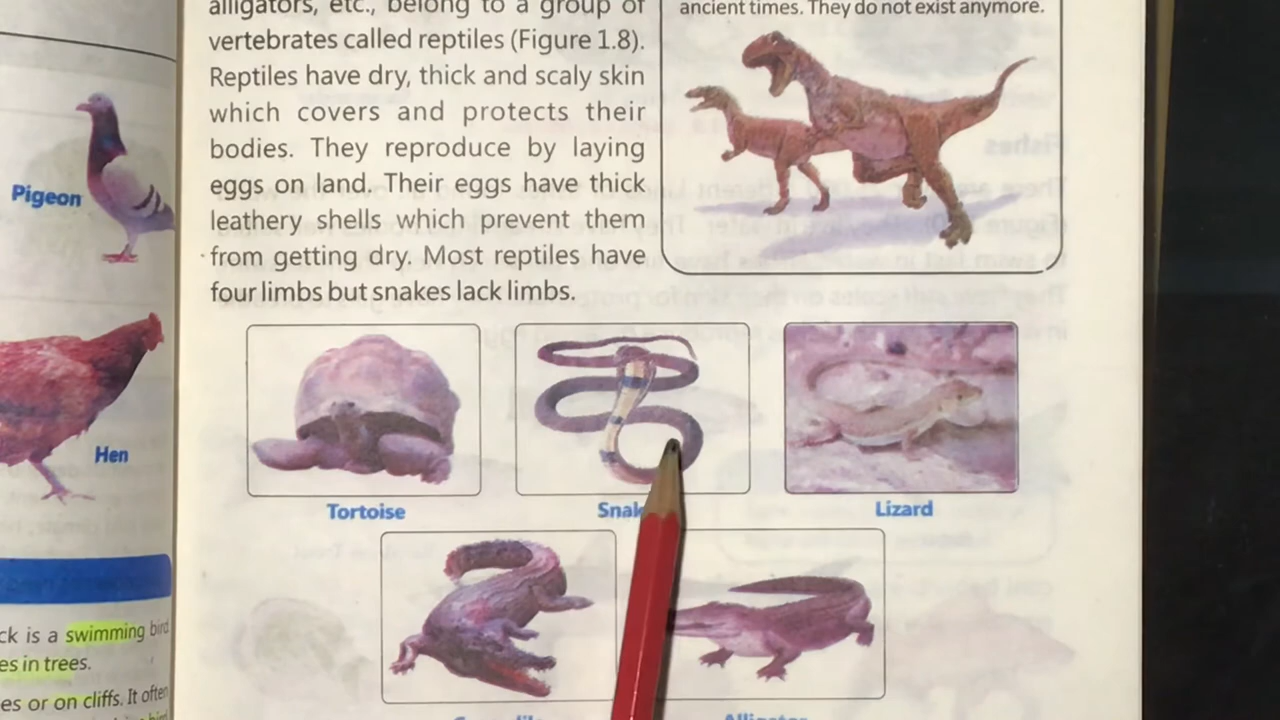 Pigeon
Hen
ck is a swimming bird
es in trees.
es or on cliffs. It often
alligators, etc., belong to a group of
vertebrates called reptiles (Figure 1.8).
Reptiles have dry, thick and scaly skin
which covers and protects their
bodies. They reproduce by laying
eggs on land. Their eggs have thick
leathery shells which prevent them
from getting dry. Most reptiles have
four limbs but snakes lack limbs.
ancient times. They do not exist anymore.
Tortoise
Snak
Lizard
Alligator